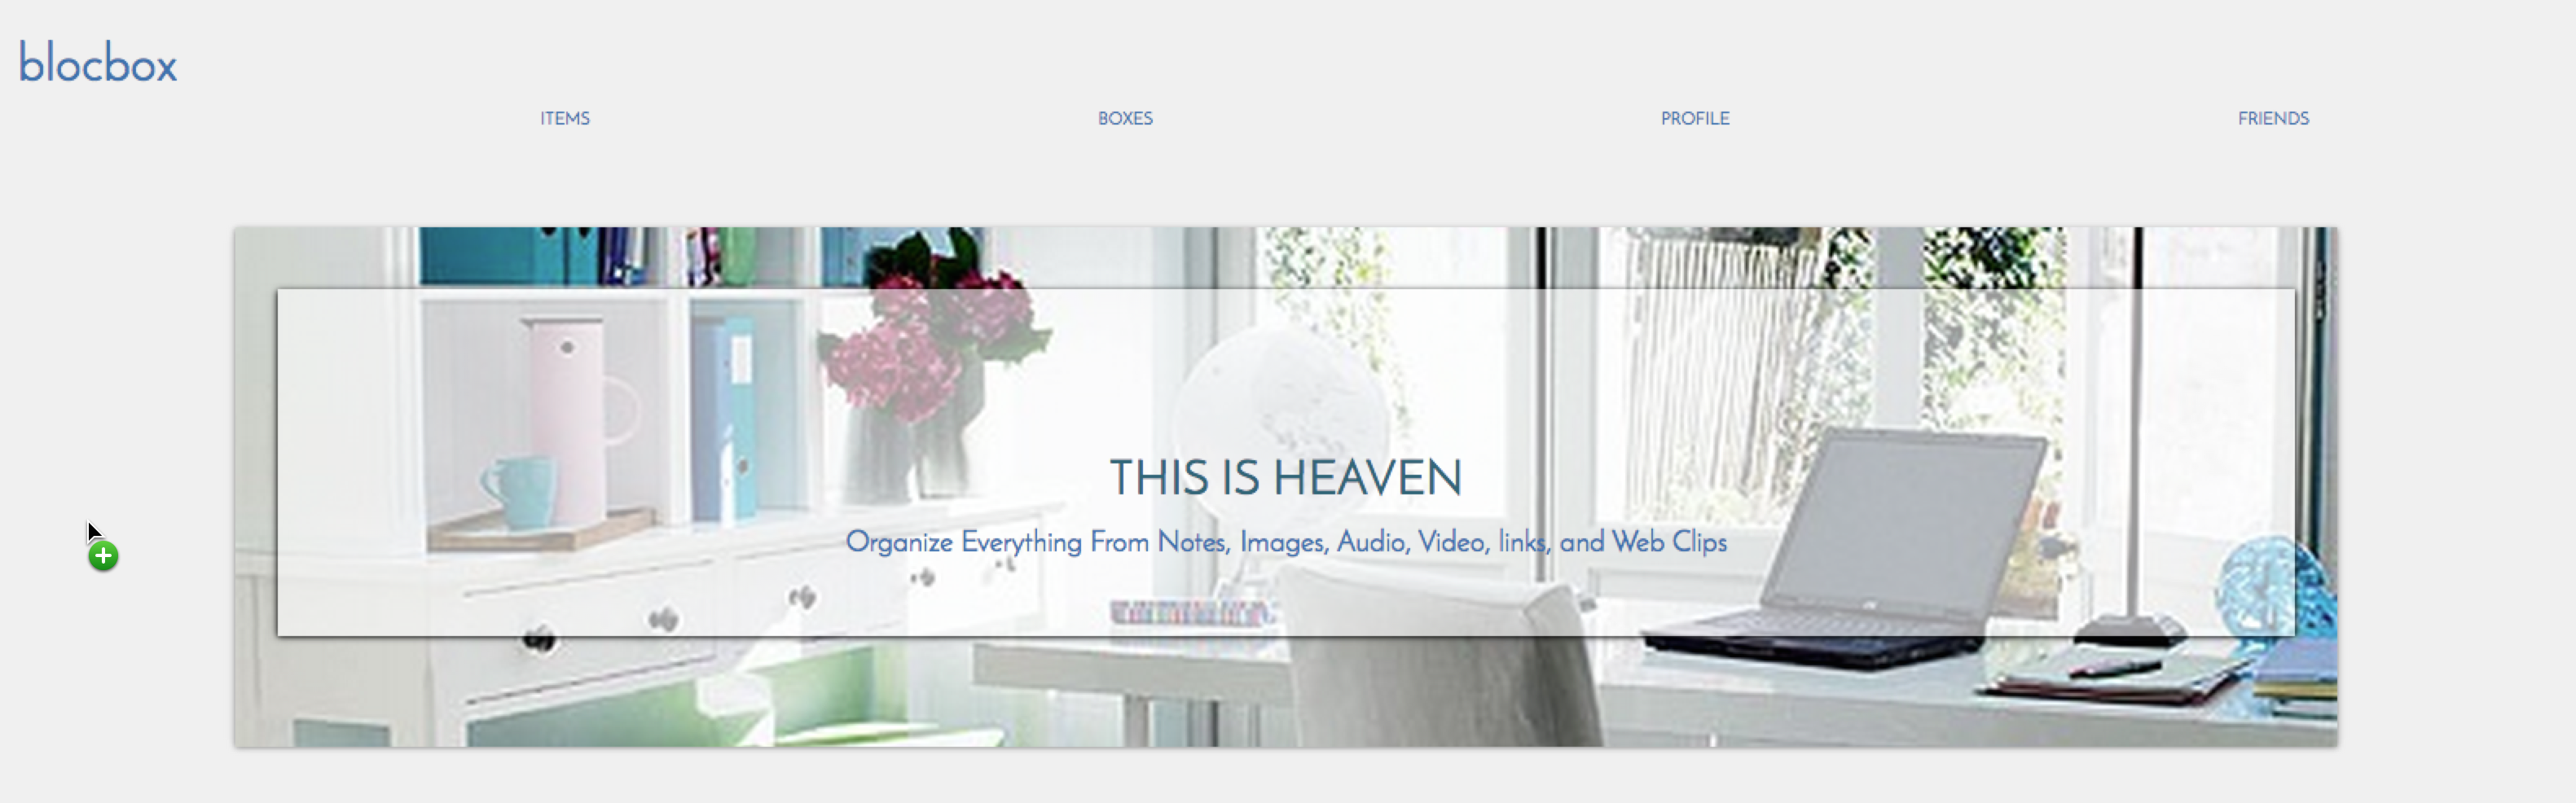 blocbox
ITEMS BOXES PROFILE FRIENDS
THIS IS HEAVEN
Organize Everything From Notes, Images, Audio, Video, links, and Web Clips